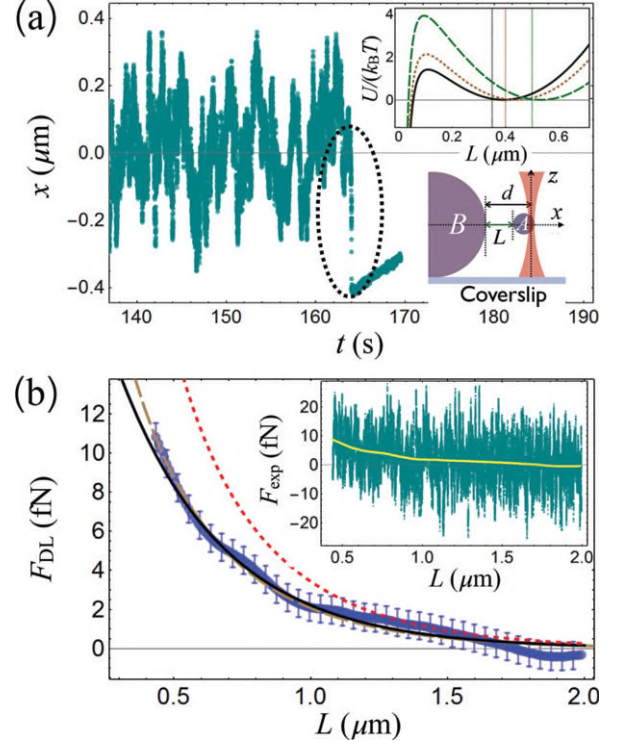 (a)
0.4
0.2
0.0
−0.2
−0.4
x (μm)
140 150 160 170 180 190
t (s)
4
2
0
U/(kBT)
0 0.2 0.4 0.6
L (μm)
z
d
B
A
x
L
Coverslip
(b)
12
10
8
6
4
2
0
FDL (fN)
0.5 1.0 1.5 2.0
L (μm)
20
10
0
−10
−20
Fexp (fN)
0.5 1.0 1.5 2.0
L (μm)